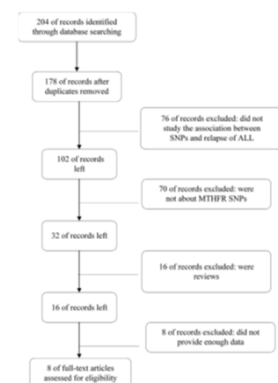 204 of records identified
through database searching
178 of records after
duplicates removed
76 of records excluded: did not
study the association between
SNPs and relapse of ALL
102 of records
left
70 of records excluded: were
not about MTHFR SNPs
32 of records left
16 of records excluded: were
reviews
16 of records left
8 of records excluded: did not
provide enough data
8 of full-text articles
assessed for eligibility